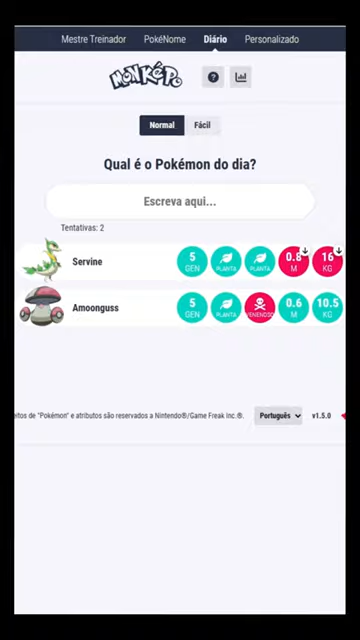 Mestre Treinador PokéNome Diário Personalizado
MONKÉPO
Normal Fácil
Qual é o Pokémon do dia?
Escreva aqui...
Tentativas: 2
Servine 5 GEN PLANTA PLANTA 0.8 M 16 KG
Amoonguss 5 GEN PLANTA VENENOSO 0.6 M 10.5 KG
eitos de "Pokémon" e atributos são reservados a Nintendo®/Game Freak Inc.®. Português v1.5.0